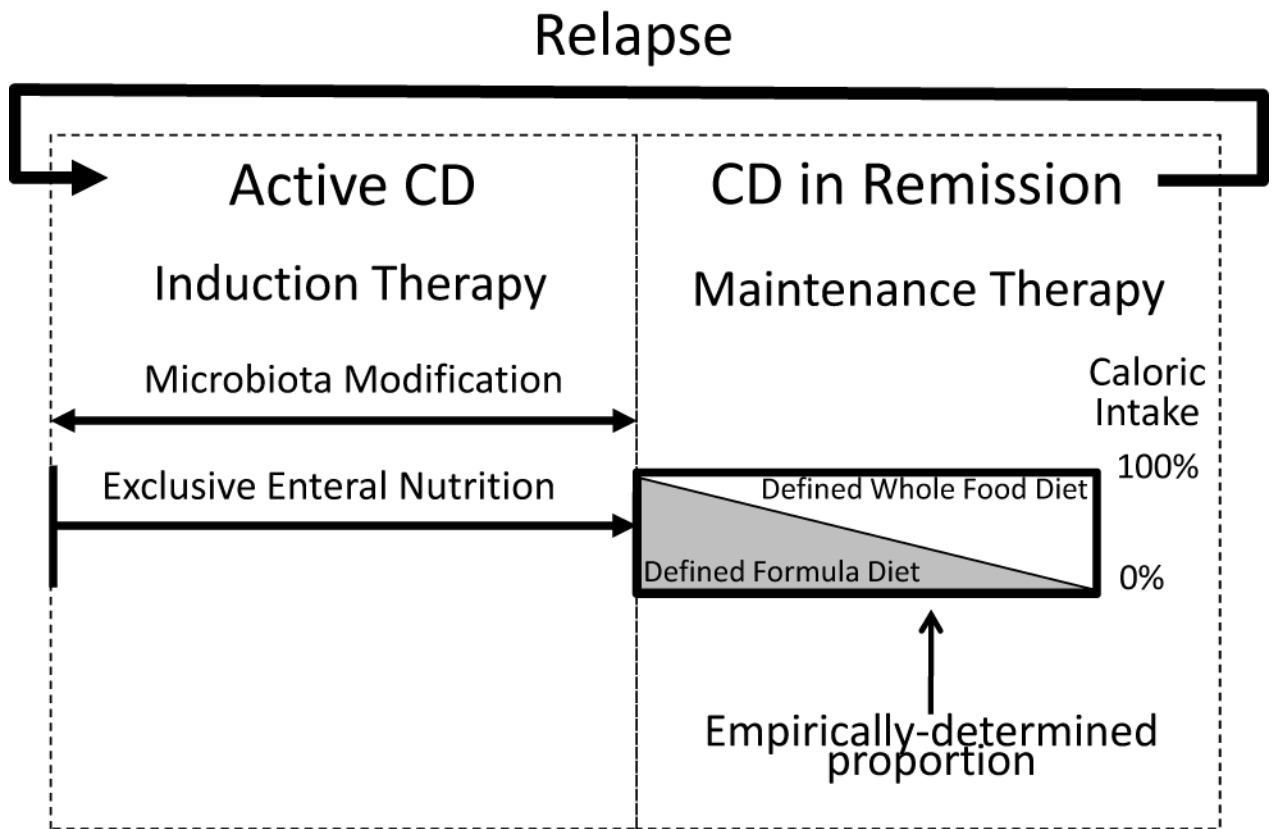 Relapse
Active CD
Induction Therapy
Microbiota Modification
Exclusive Enteral Nutrition
CD in Remission
Maintenance Therapy
Caloric
Intake
100%
Defined Whole Food Diet
Defined Formula Diet
0%
Empirically-determined
proportion